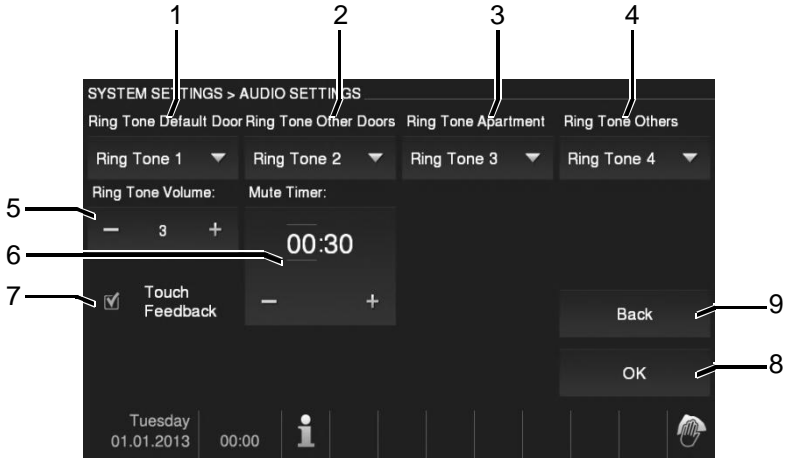 1 2 3 4
SYSTEM SETTINGS > AUDIO SETTINGS
Ring Tone Default Door Ring Tone Other Doors Ring Tone Apartment Ring Tone Others
Ring Tone 1 Ring Tone 2 Ring Tone 3 Ring Tone 4
Ring Tone Volume: Mute Timer:
5
− 3 +
00:30
6
7
Touch
Feedback
− +
Back
9
OK
8
Tuesday
01.01.2013 00:00